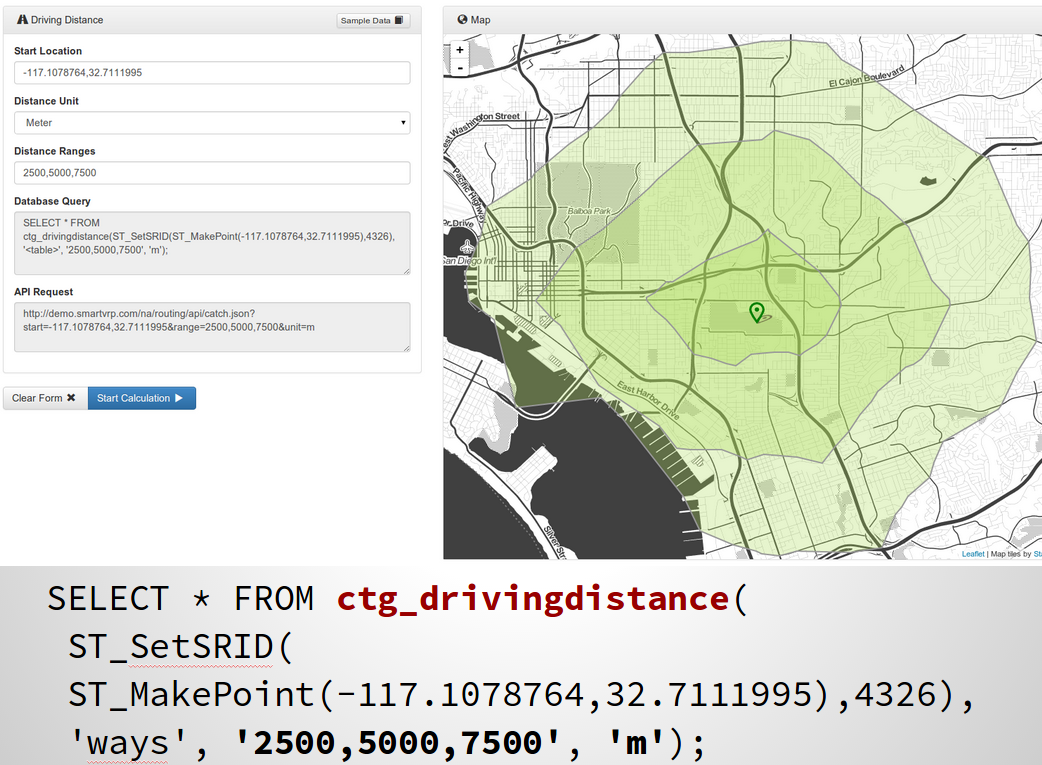 Driving Distance
Sample Data
Start Location
-117.1078764,32.7111995
Distance Unit
Meter
Distance Ranges
2500,5000,7500
Database Query
SELECT * FROM
ctg_drivingdistance(ST_SetSRID(ST_MakePoint(-117.1078764,32.7111995),4326),
'<table>', '2500,5000,7500', 'm');
API Request
http://demo.smartvrp.com/na/routing/api/catch.json?
start=-117.1078764,32.7111995&range=2500,5000,7500&unit=m
Clear Form
Start Calculation
Map
+
-
El Cajon Boulevard
est Washington Street
Pacific Highway
Balboa Park
or Drive
San Diego Int'l
East Harbor Drive
Silver Str
Leaflet | Map tiles by Sta
SELECT * FROM ctg_drivingdistance(
ST_SetSRID(
ST_MakePoint(-117.1078764,32.7111995),4326),
'ways', '2500,5000,7500', 'm');